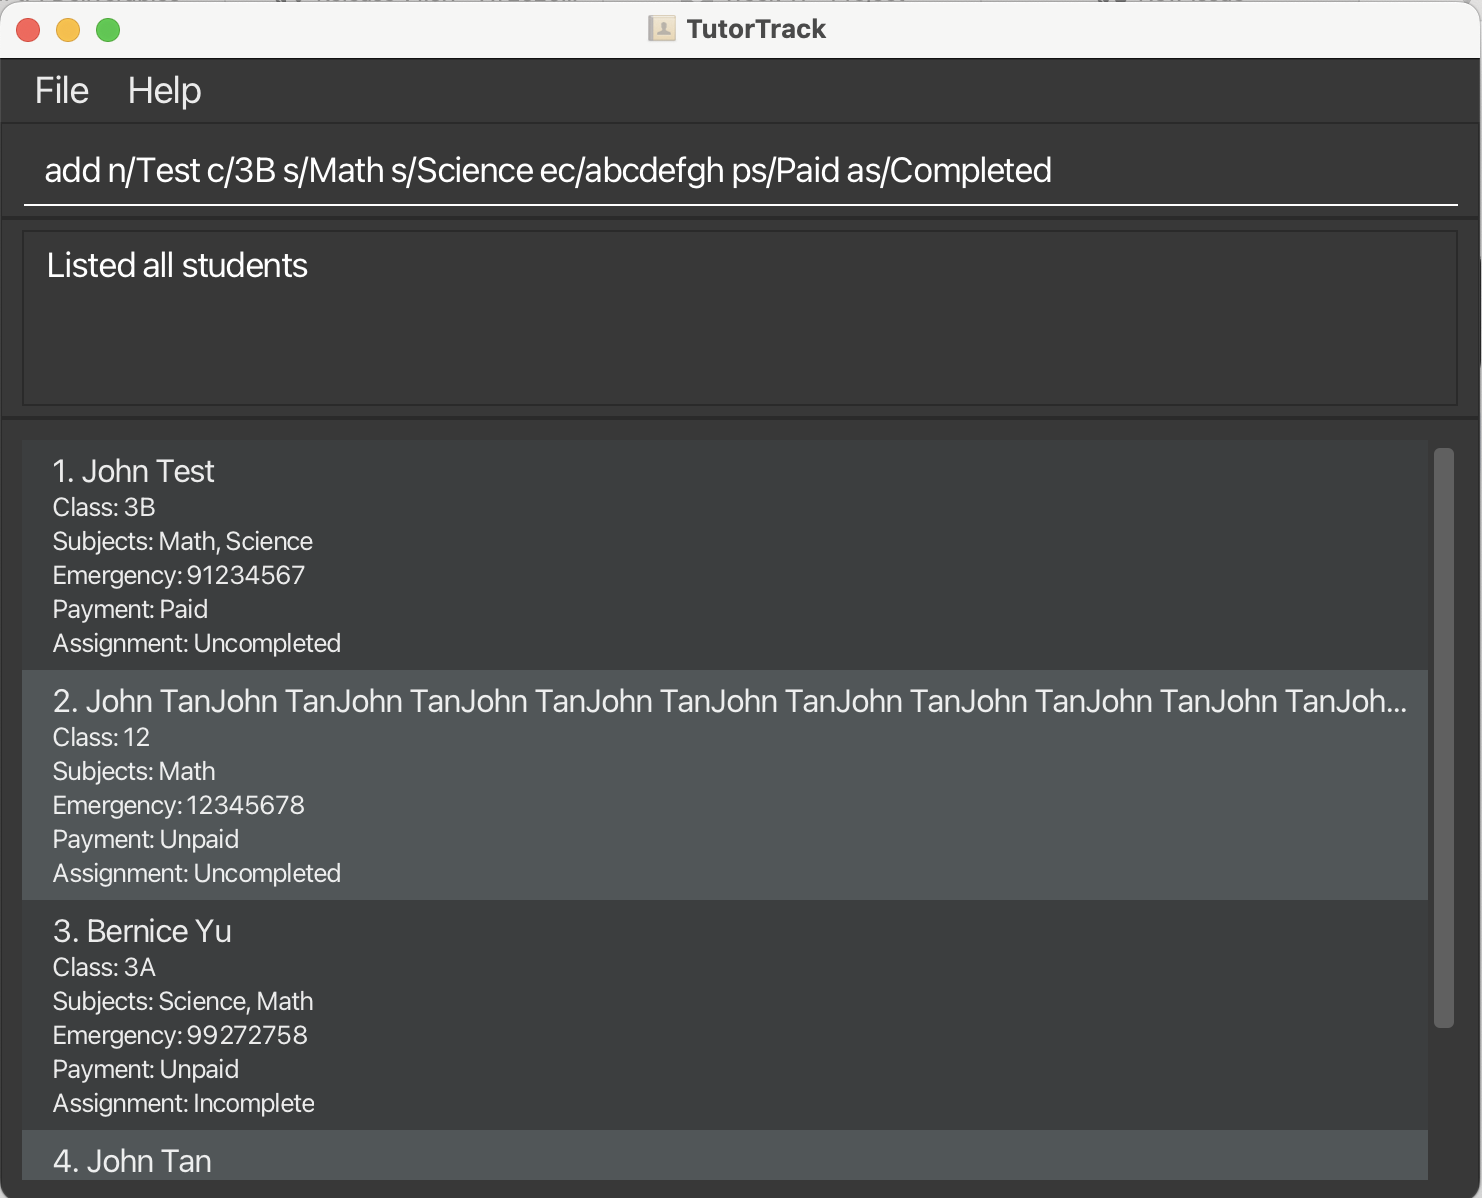 TutorTrack
File Help
add n/Test c/3B s/Math s/Science ec/abcdefgh ps/Paid as/Completed
Listed all students
1. John Test
Class: 3B
Subjects: Math, Science
Emergency: 91234567
Payment: Paid
Assignment: Uncompleted
2. John TanJohn TanJohn TanJohn TanJohn TanJohn TanJohn TanJohn TanJohn TanJohn TanJoh...
Class: 12
Subjects: Math
Emergency: 12345678
Payment: Unpaid
Assignment: Uncompleted
3. Bernice Yu
Class: 3A
Subjects: Science, Math
Emergency: 99272758
Payment: Unpaid
Assignment: Incomplete
4. John Tan